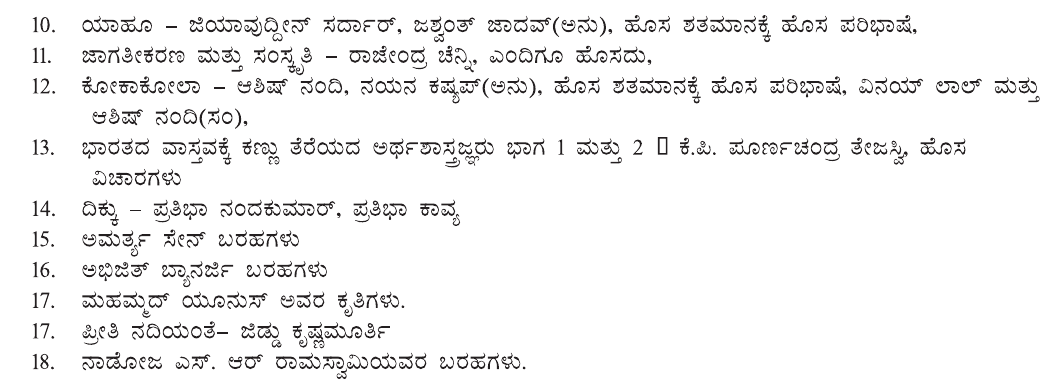 10. ಯಾಹೂ – ಜಿಯಾವುದ್ದೀನ್ ಸರ್ದಾರ್, ಜಶ್ವಂತ್ ಜಾದವ್(ಅನು), ಹೊಸ ಶತಮಾನಕ್ಕೆ ಹೊಸ ಪರಿಭಾಷೆ,
11. ಜಾಗತೀಕರಣ ಮತ್ತು ಸಂಸ್ಕೃತಿ – ರಾಜೇಂದ್ರ ಚೆನ್ನಿ, ಎಂದಿಗೂ ಹೊಸದು,
12. ಕೋಕಾಕೋಲಾ – ಆಶಿಷ್ ನಂದಿ, ನಯನ ಕಷ್ಯಪ್(ಅನು), ಹೊಸ ಶತಮಾನಕ್ಕೆ ಹೊಸ ಪರಿಭಾಷೆ, ವಿನಯ್ ಲಾಲ್ ಮತ್ತು
ಆಶಿಷ್ ನಂದಿ(ಸಂ),
13. ಭಾರತದ ವಾಸ್ತವಕ್ಕೆ ಕಣ್ಣು ತೆರೆಯದ ಅರ್ಥಶಾಸ್ತ್ರಜ್ಞರು ಭಾಗ 1 ಮತ್ತು 2 ▯ ಕೆ.ಪಿ. ಪೂರ್ಣಚಂದ್ರ ತೇಜಸ್ವಿ, ಹೊಸ
ವಿಚಾರಗಳು
14. ದಿಕ್ಕು – ಪ್ರತಿಭಾ ನಂದಕುಮಾರ್, ಪ್ರತಿಭಾ ಕಾವ್ಯ
15. ಅಮರ್ತ್ಯ ಸೇನ್ ಬರಹಗಳು
16. ಅಭಿಜಿತ್ ಬ್ಯಾನರ್ಜಿ ಬರಹಗಳು
17. ಮಹಮ್ಮದ್ ಯೂನುಸ್ ಅವರ ಕೃತಿಗಳು.
17. ಪ್ರೀತಿ ನದಿಯಂತೆ– ಜಿಡ್ಡು ಕೃಷ್ಣಮೂರ್ತಿ
18. ನಾಡೋಜ ಎಸ್. ಆರ್ ರಾಮಸ್ವಾಮಿಯವರ ಬರಹಗಳು.